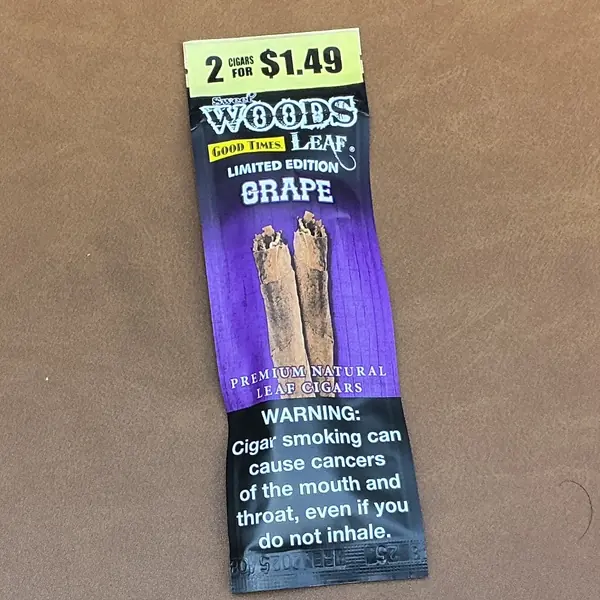 2 CIGARS FOR $1.49
Sweet
WOODS
GOOD TIMES. LEAF®
LIMITED EDITION
GRAPE
PREMIUM NATURAL
LEAF CIGARS
WARNING:
Cigar smoking can
cause cancers
of the mouth and
throat, even if you
do not inhale.